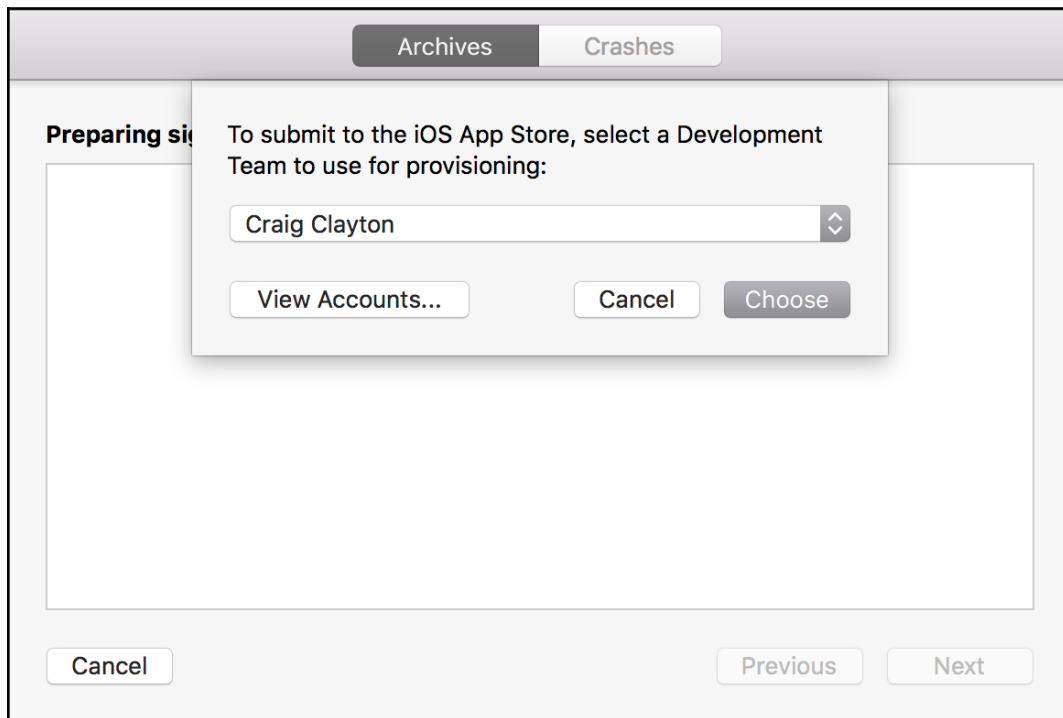 Archives
Crashes
Preparing
To submit to the iOS App Store, select a Development
Team to use for provisioning:
Craig Clayton
View Accounts...
Cancel
Choose
Cancel
Previous
Next